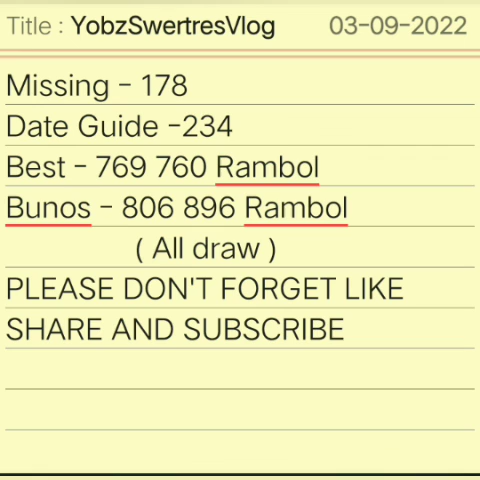 Title : YobzSwertresVlog 03-09-2022
Missing - 178
Date Guide -234
Best - 769 760 Rambol
Bunos - 806 896 Rambol
( All draw )
PLEASE DON'T FORGET LIKE
SHARE AND SUBSCRIBE